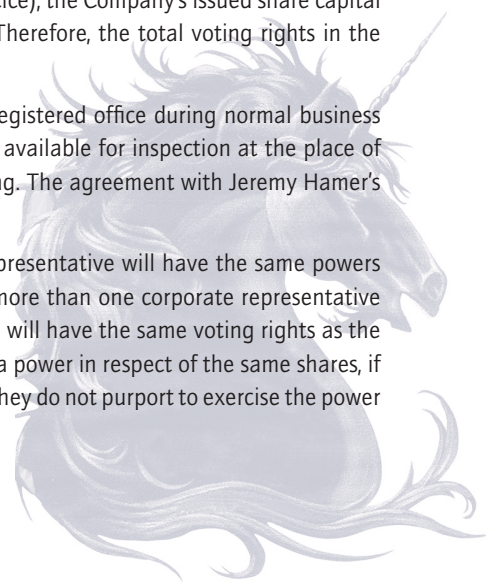 ice), the Company's issued share capital
Therefore, the total voting rights in the
egistered office during normal business
available for inspection at the place of
ng. The agreement with Jeremy Hamer's
presentative will have the same powers
more than one corporate representative
will have the same voting rights as the
a power in respect of the same shares, if
hey do not purport to exercise the power